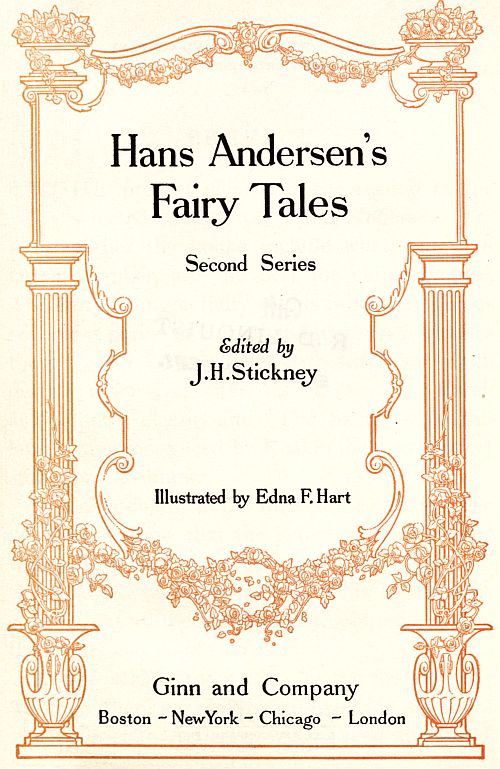 Hans Andersen's
Fairy Tales
Second Series
Edited by
J.H.Stickney
Illustrated by Edna F. Hart
Ginn and Company
Boston ~ NewYork ~ Chicago ~ London